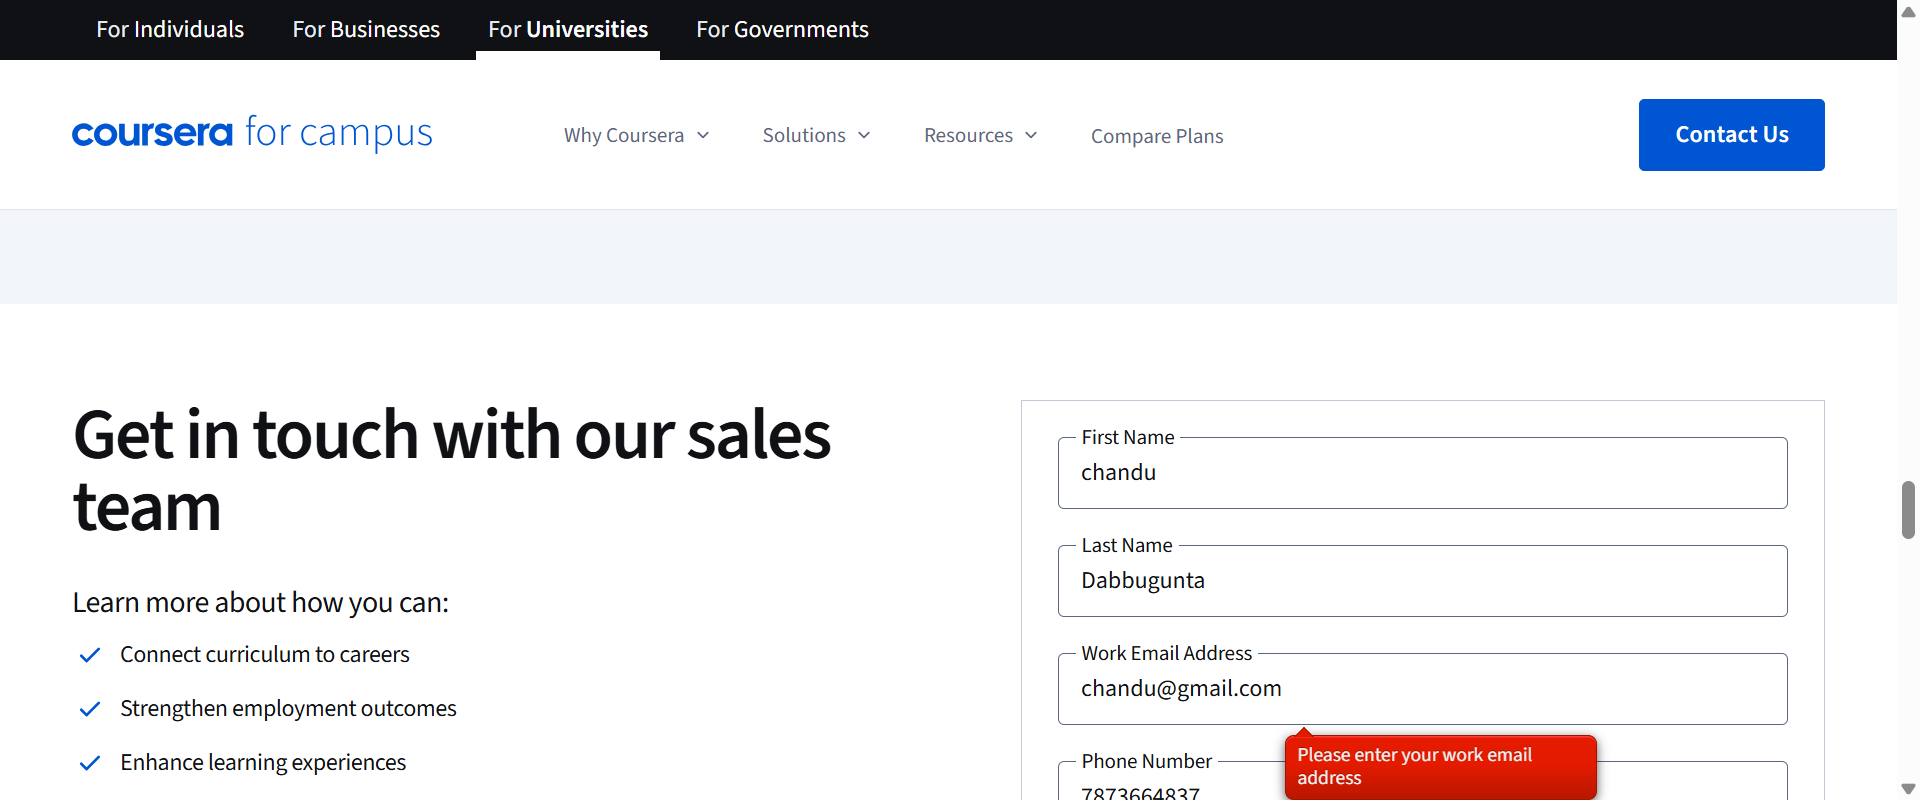 For Individuals
For Businesses
For Universities
For Governments
coursera for campus
Why Coursera
Solutions
Resources
Compare Plans
Contact Us
Get in touch with our sales
team
Learn more about how you can:
Connect curriculum to careers
Strengthen employment outcomes
Enhance learning experiences
First Name
chandu
Last Name
Dabbugunta
Work Email Address
chandu@gmail.com
Please enter your work email
address
Phone Number
7873664837